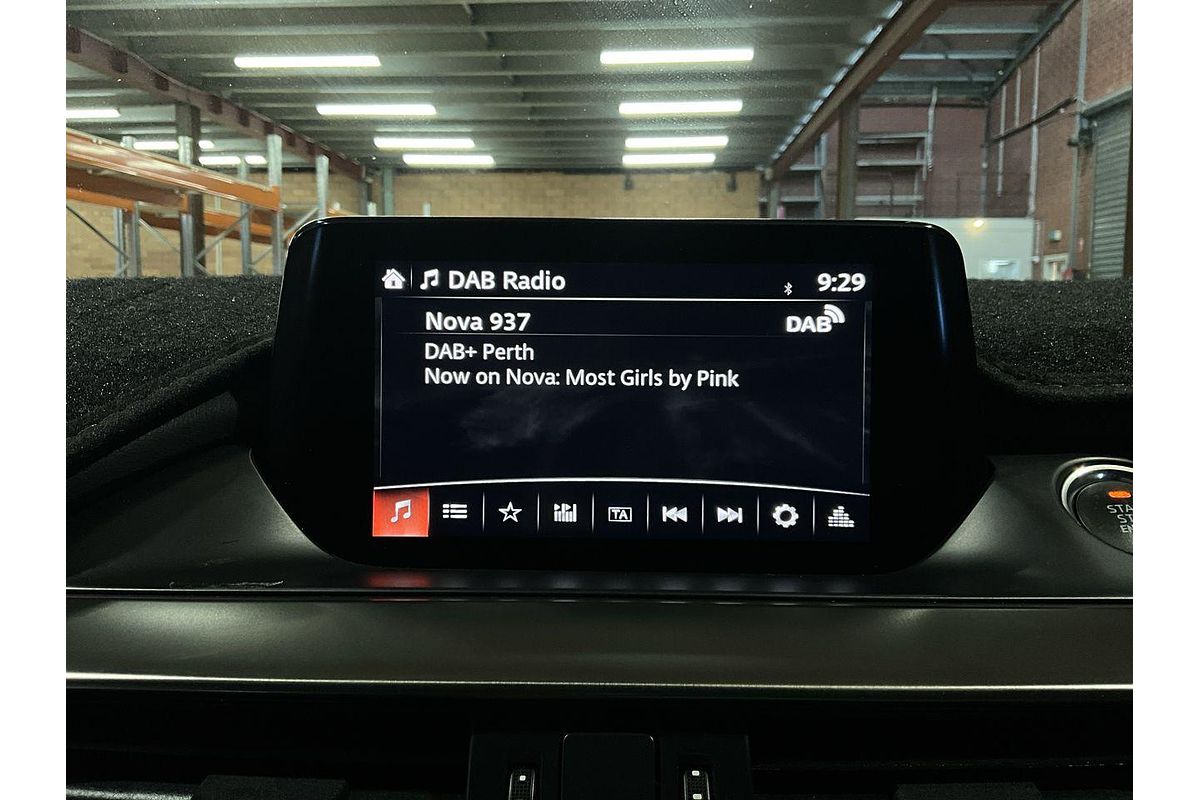 DAB Radio
9:29
Nova 937
DAB
DAB+ Perth
Now on Nova: Most Girls by Pink
TA